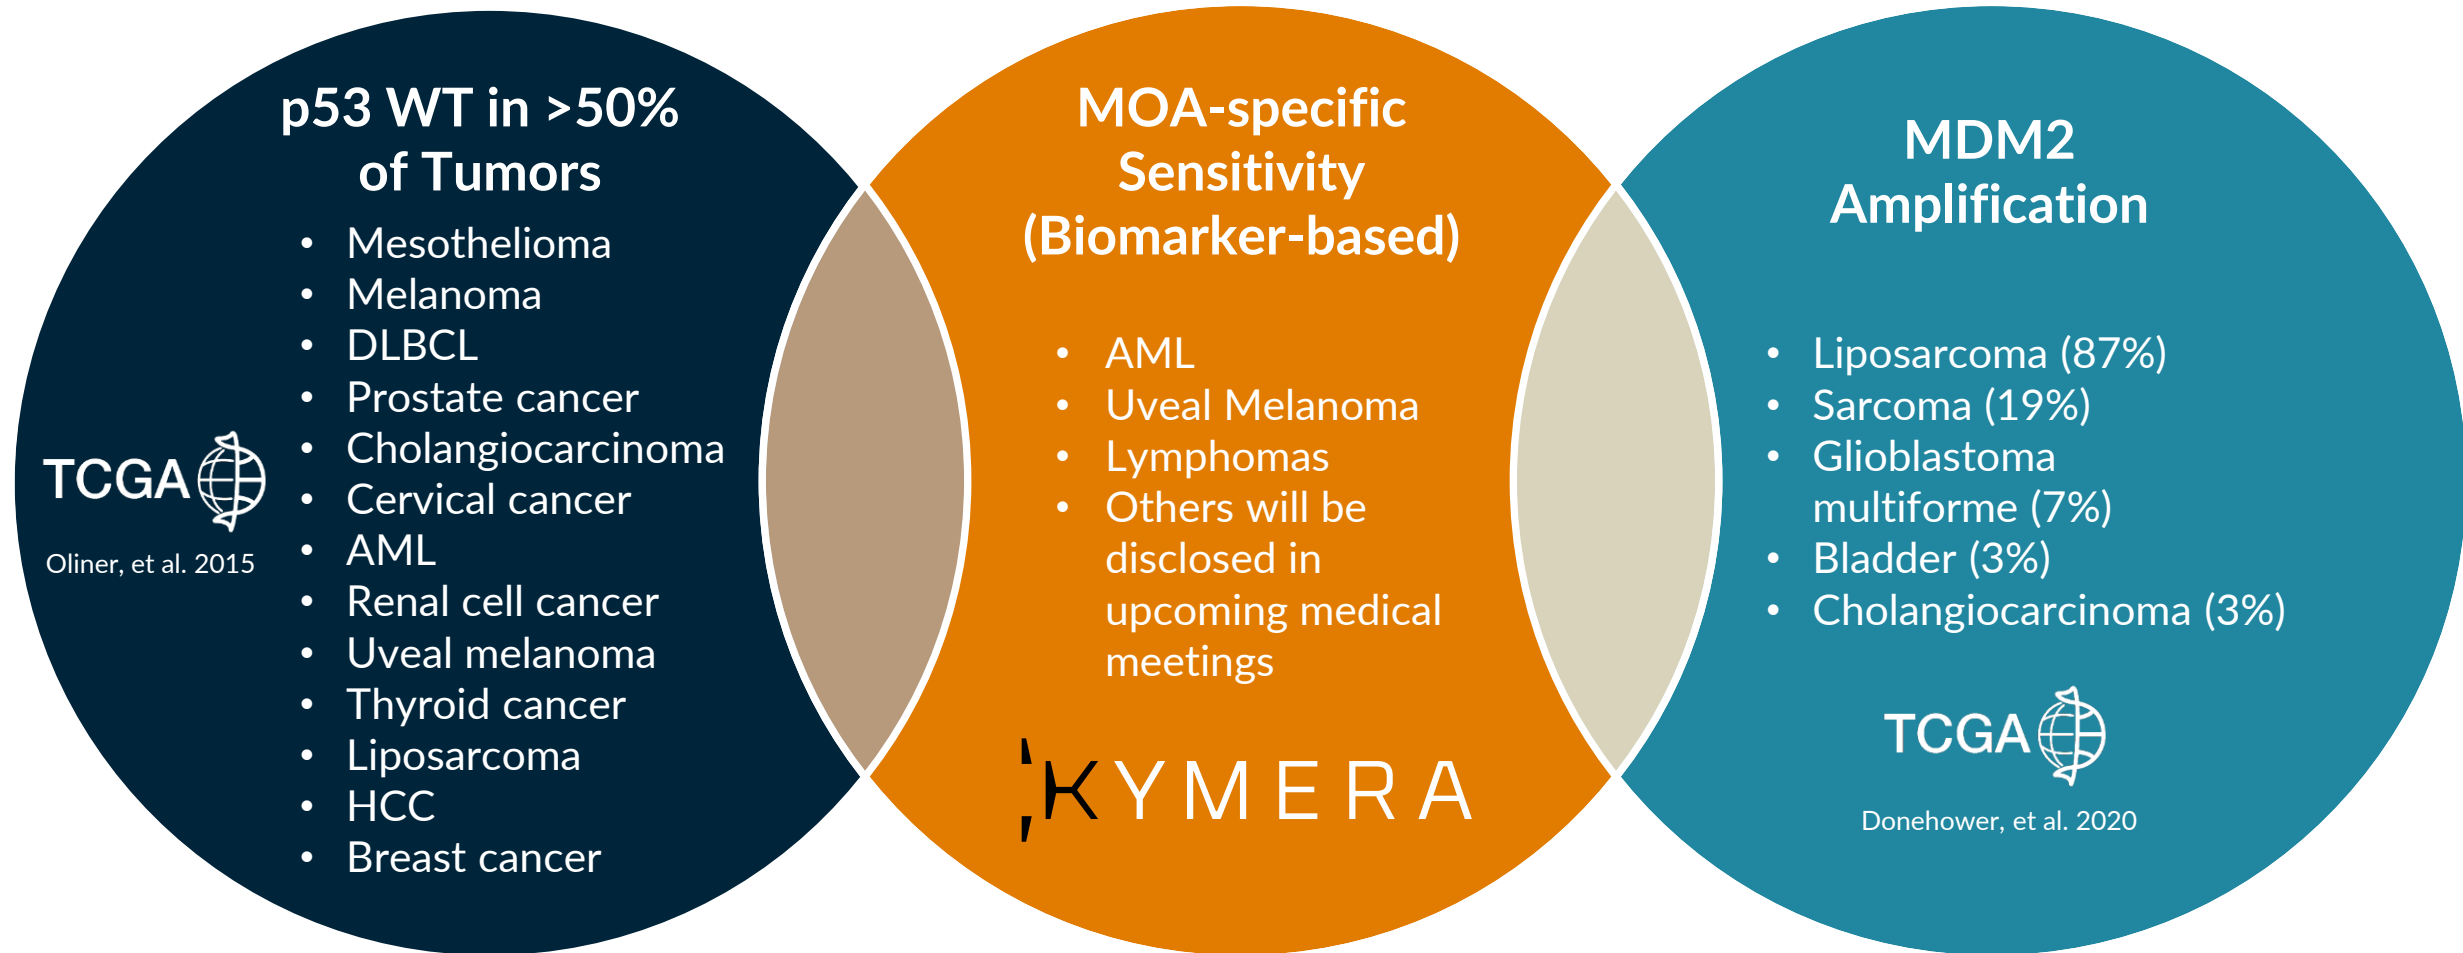 p53 WT in >50%
of Tumors
• Mesothelioma
• Melanoma
• DLBCL
• Prostate cancer
• Cholangiocarcinoma
• Cervical cancer
• AML
• Renal cell cancer
• Uveal melanoma
• Thyroid cancer
• Liposarcoma
• HCC
• Breast cancer
TCGA
Oliner, et al. 2015
MOA-specific
Sensitivity
(Biomarker-based)
• AML
• Uveal Melanoma
• Lymphomas
• Others will be
disclosed in
upcoming medical
meetings
KYMERA
MDM2
Amplification
• Liposarcoma (87%)
• Sarcoma (19%)
• Glioblastoma
multiforme (7%)
• Bladder (3%)
• Cholangiocarcinoma (3%)
TCGA
Donehower, et al. 2020